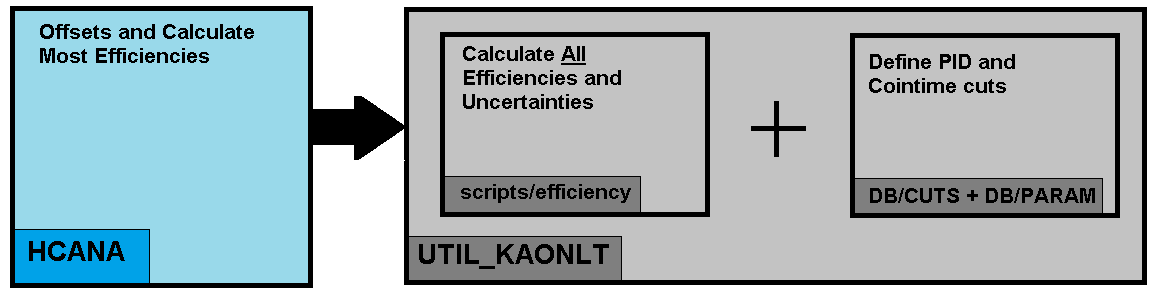 Offsets and Calculate
Most Efficiencies
HCANA
Calculate All
Efficiencies and
Uncertainties
scripts/efficiency
+
Define PID and
Cointime cuts
DB/CUTS + DB/PARAM
UTIL_KAONLT